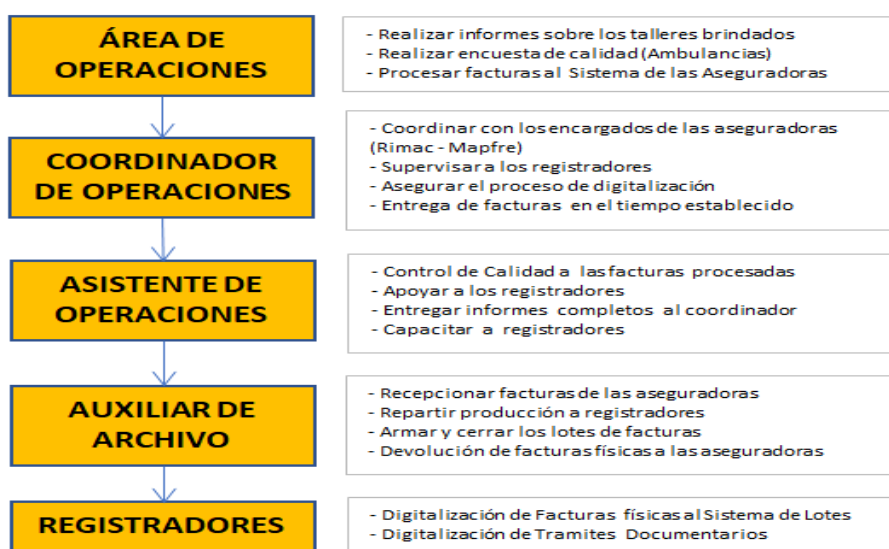 ÁREA DE
OPERACIONES
- Realizar informes sobre los talleres brindados
- Realizar encuesta de calidad (Ambulancias)
- Procesar facturas al Sistema de las Aseguradoras
COORDINADOR
DE OPERACIONES
- Coordinar con los encargados de las aseguradoras
(Rimac - Mapfre)
- Supervisar a los registradores
- Asegurar el proceso de digitalización
- Entrega de facturas en el tiempo establecido
ASISTENTE DE
OPERACIONES
- Control de Calidad a las facturas procesadas
- Apoyar a los registradores
- Entregar informes completos al coordinador
- Capacitar a registradores
AUXILIAR DE
ARCHIVO
- Recepcionar facturas de las aseguradoras
- Repartir producción a registradores
- Armar y cerrar los lotes de facturas
- Devolución de facturas físicas a las aseguradoras
REGISTRADORES
- Digitalización de Facturas físicas al Sistema de Lotes
- Digitalización de Tramites Documentarios